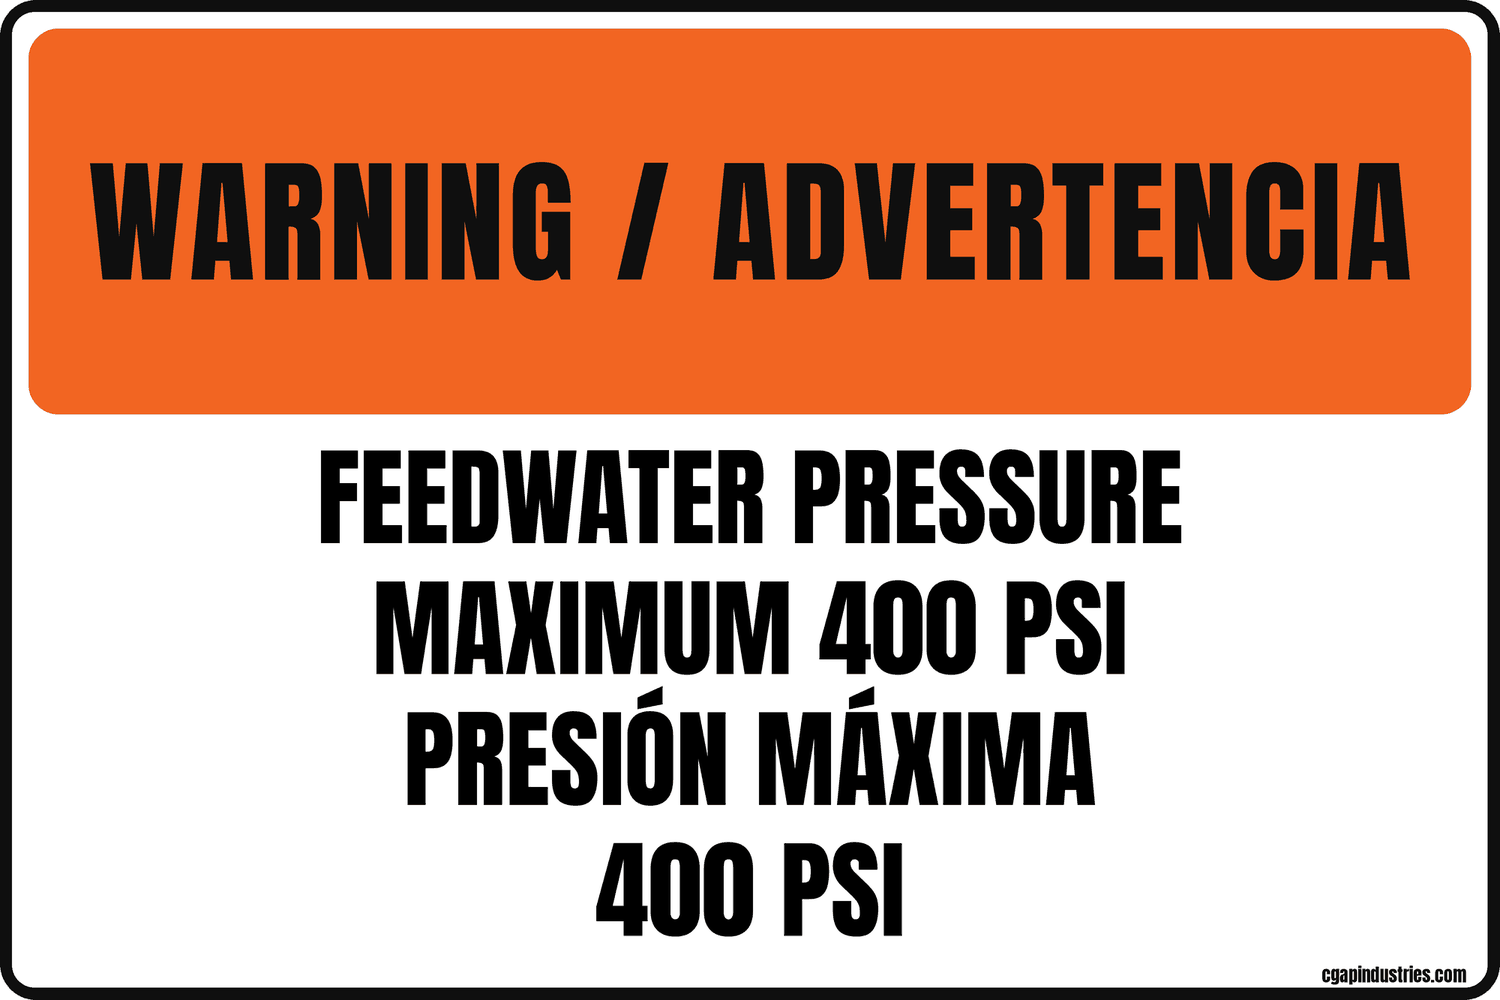 WARNING / ADVERTENCIA
FEEDWATER PRESSURE
MAXIMUM 400 PSI
PRESIÓN MÁXIMA
400 PSI
cgapindustries.com